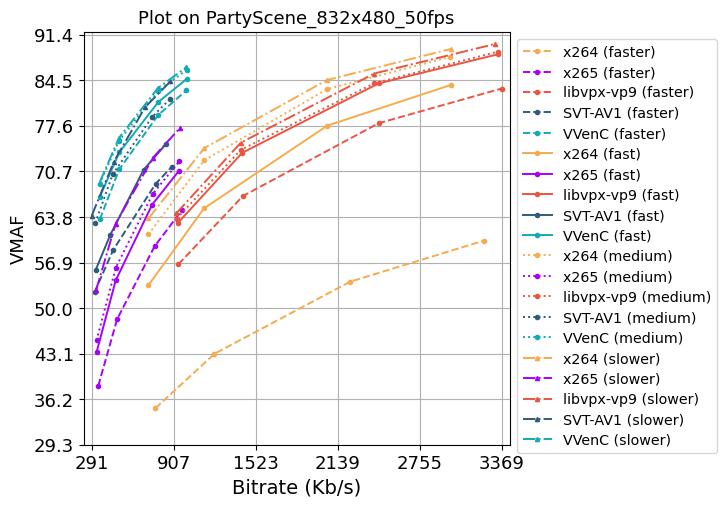 Plot on PartyScene_832x480_50fps
91.4
84.5
77.6
70.7
63.8
56.9
50.0
43.1
36.2
29.3
VMAF
291 907 1523 2139 2755 3369
Bitrate (Kb/s)
x264 (faster)
x265 (faster)
libvpx-vp9 (faster)
SVT-AV1 (faster)
VVenC (faster)
x264 (fast)
x265 (fast)
libvpx-vp9 (fast)
SVT-AV1 (fast)
VVenC (fast)
x264 (medium)
x265 (medium)
libvpx-vp9 (medium)
SVT-AV1 (medium)
VVenC (medium)
x264 (slower)
x265 (slower)
libvpx-vp9 (slower)
SVT-AV1 (slower)
VVenC (slower)